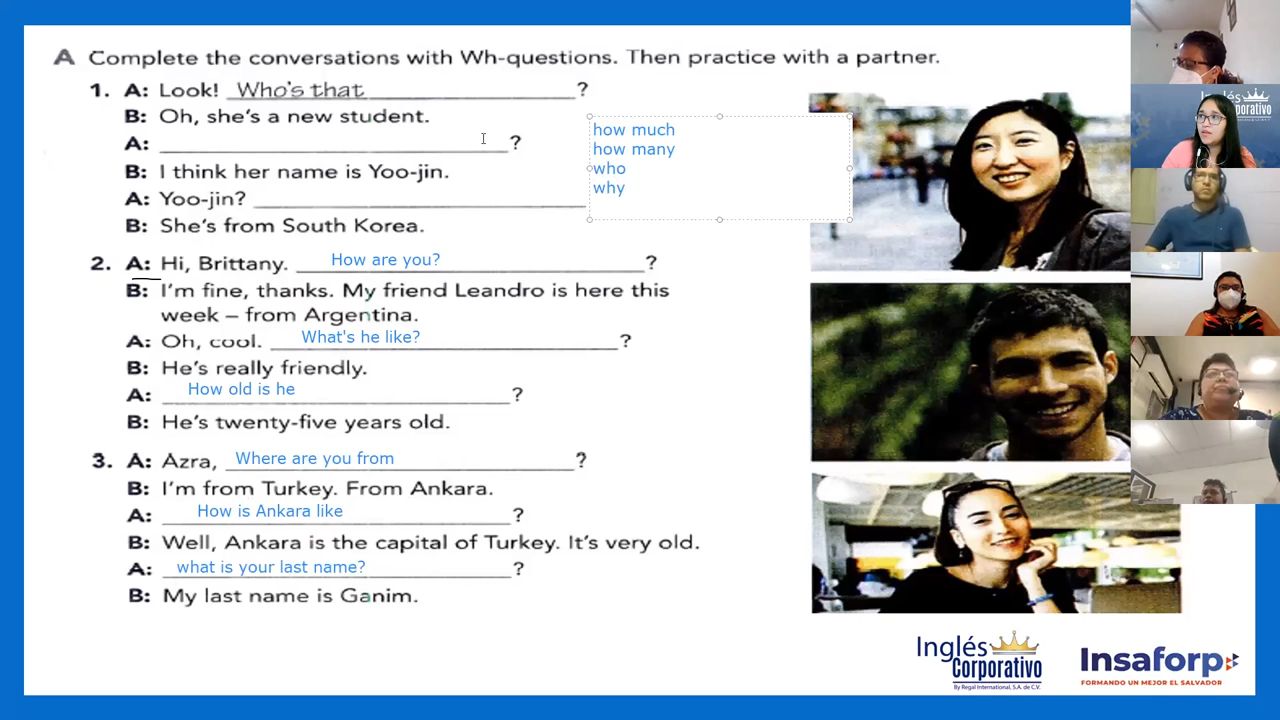 A Complete the conversations with Wh-questions. Then practice with a partner.
1. A: Look! Who's that ?
B: Oh, she's a new student.
A: ?
B: I think her name is Yoo-jin.
A: Yoo-jin?
B: She's from South Korea.
how much
how many
who
why
2. A: Hi, Brittany. How are you? ?
B: I'm fine, thanks. My friend Leandro is here this
week – from Argentina.
A: Oh, cool. What's he like? ?
B: He's really friendly.
A: How old is he ?
B: He's twenty-five years old.
3. A: Azra, Where are you from ?
B: I'm from Turkey. From Ankara.
A: How is Ankara like ?
B: Well, Ankara is the capital of Turkey. It's very old.
A: what is your last name? ?
B: My last name is Ganim.
Inglés
Corporativo
By Regal International, S.A. de C.V.
Insaforp
FORMANDO UN MEJOR EL SALVADOR
Inglés
Corporativo